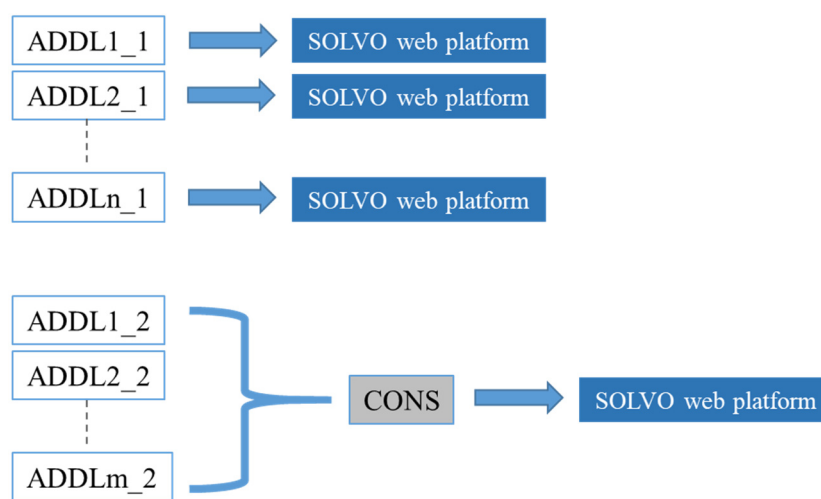 ADDL1_1
SOLVO web platform
ADDL2_1
SOLVO web platform
ADDLn_1
SOLVO web platform
ADDL1_2
ADDL2_2
CONS
SOLVO web platform
ADDLm_2